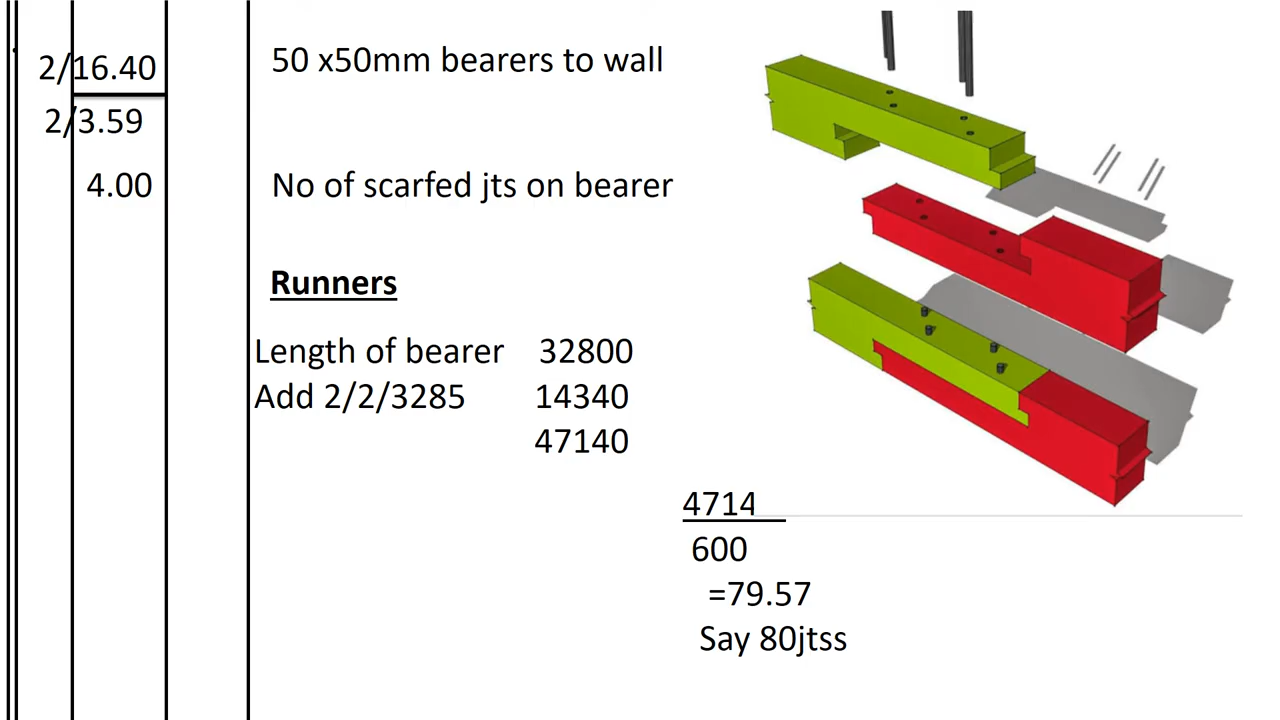 2/16.40
50 x50mm bearers to wall
2/3.59
4.00
No of scarfed jts on bearer
Runners
Length of bearer 32800
Add 2/2/3285 14340
47140
4714
600
=79.57
Say 80jtss